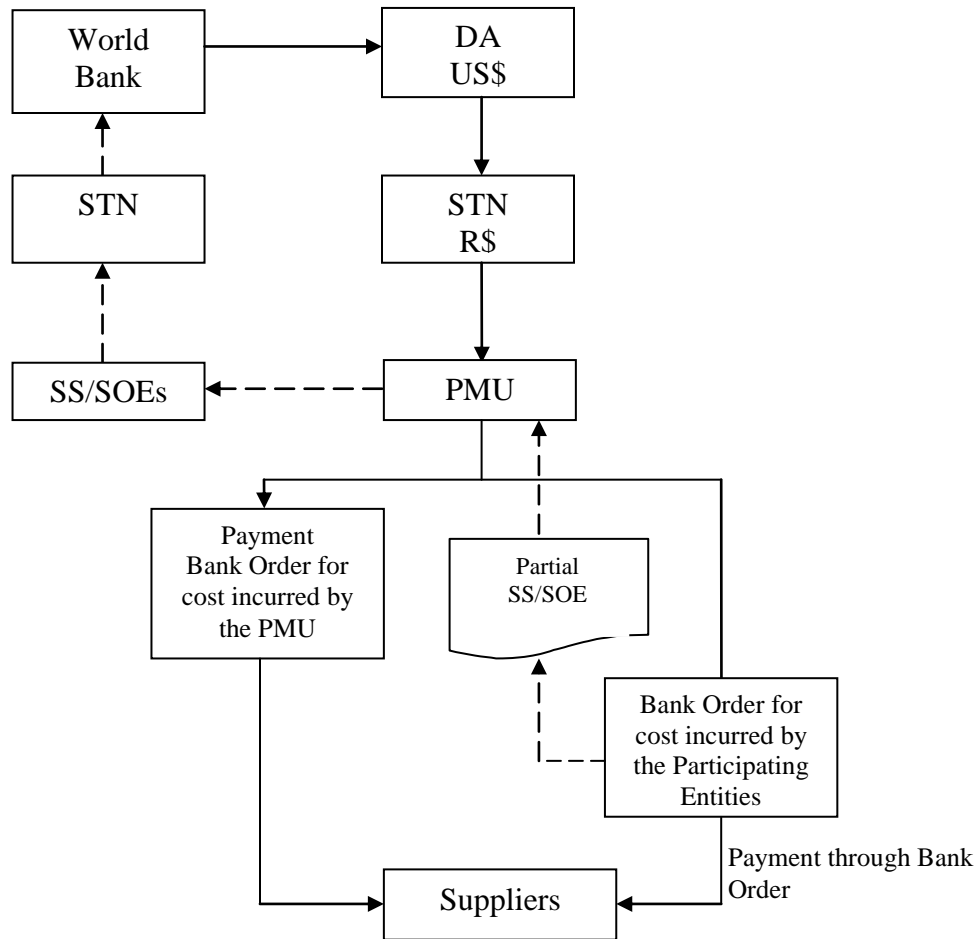 World
Bank
DA
US$
STN
STN
R$
SS/SOEs
PMU
Payment
Bank Order for
cost incurred by
the PMU
Partial
SS/SOE
Bank Order for
cost incurred by
the Participating
Entities
Payment through Bank
Order
Suppliers